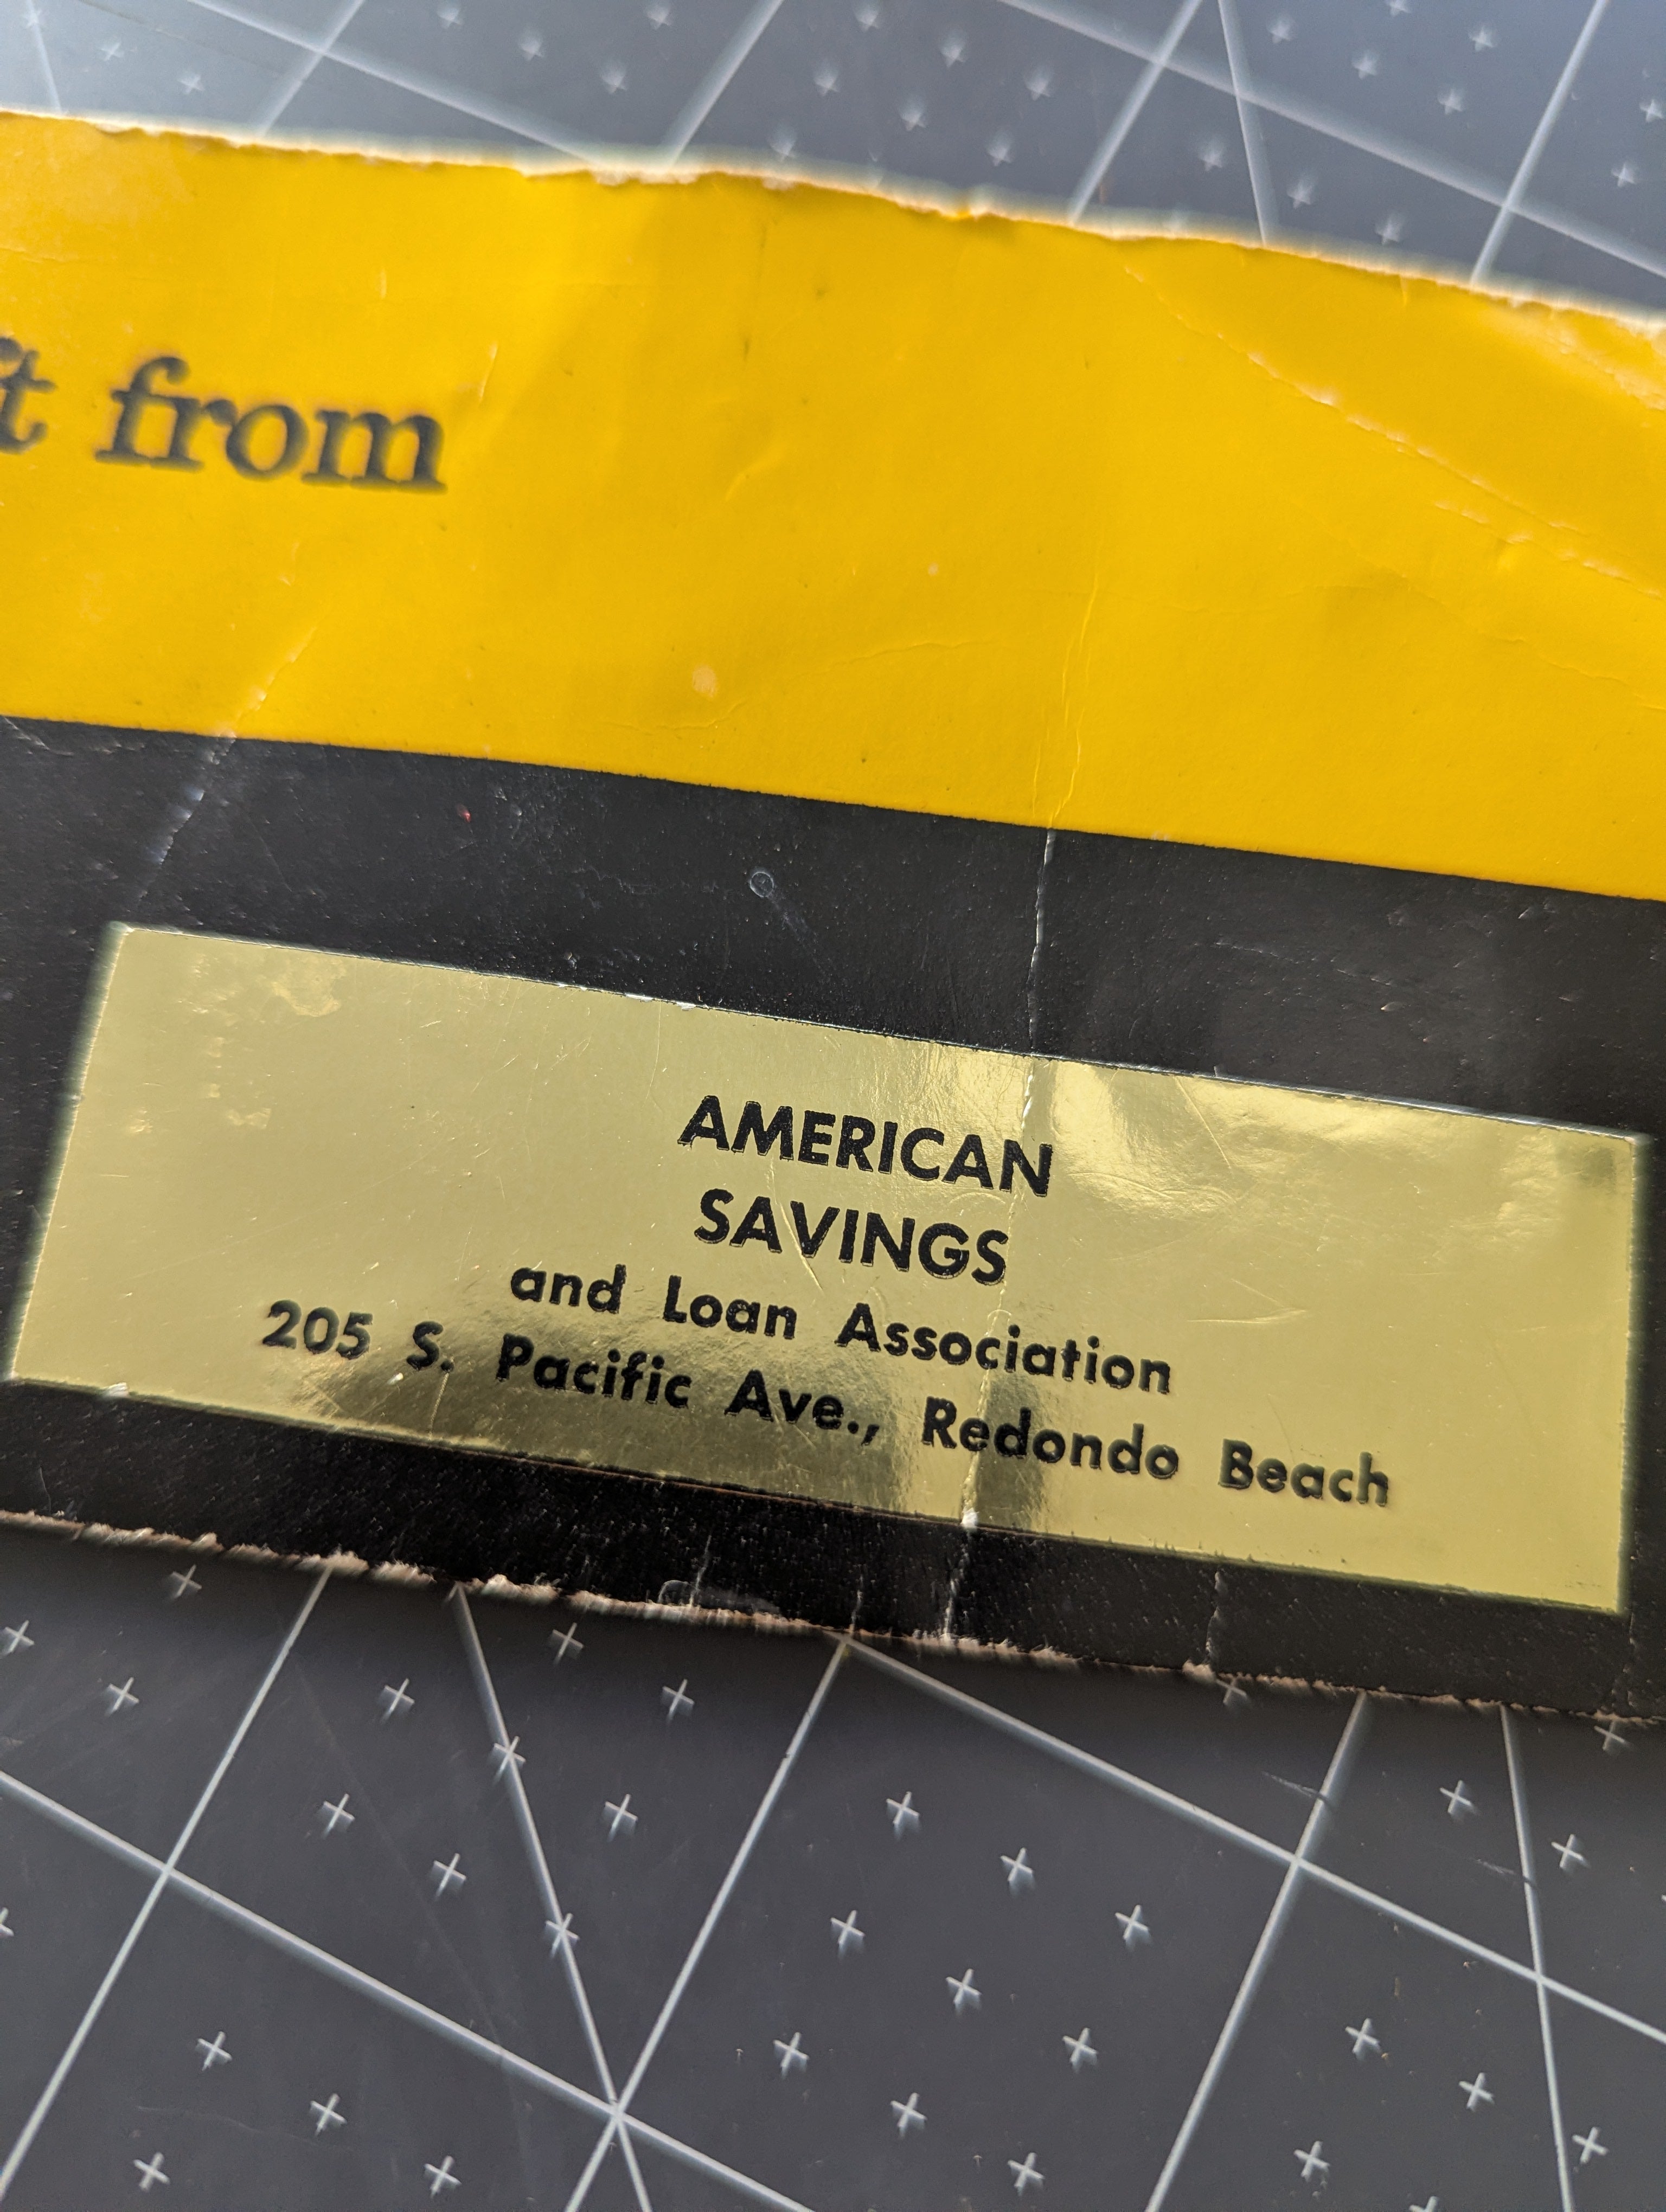 from
AMERICAN
SAVINGS
and Loan Association
205 S. Pacific Ave., Redondo Beach